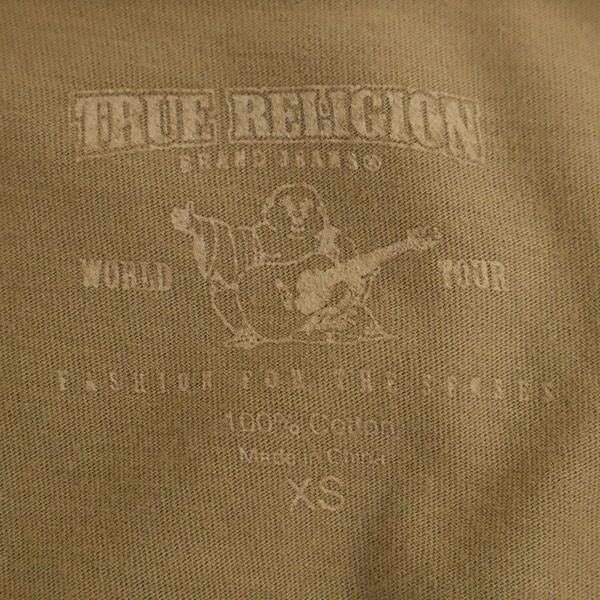 TRUE RELIGION
BRAND JEANS®
WORLD TOUR
FASHION FOR THE SENSES
100% Cotton
Made in China
XS